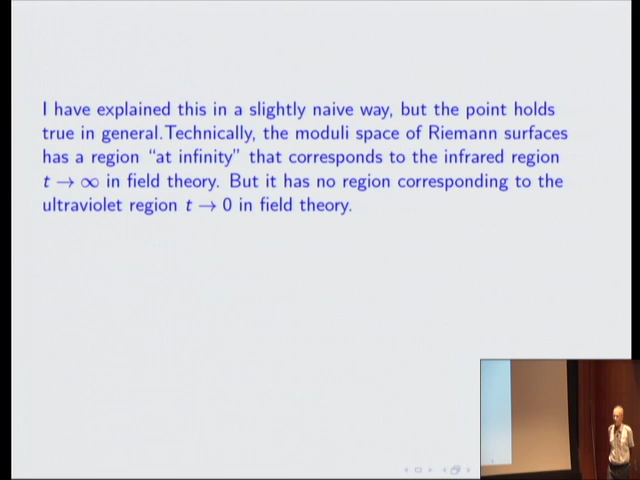 I have explained this in a slightly naive way, but the point holds
true in general.Technically, the moduli space of Riemann surfaces
has a region “at infinity” that corresponds to the infrared region
t → ∞ in field theory. But it has no region corresponding to the
ultraviolet region t → 0 in field theory.